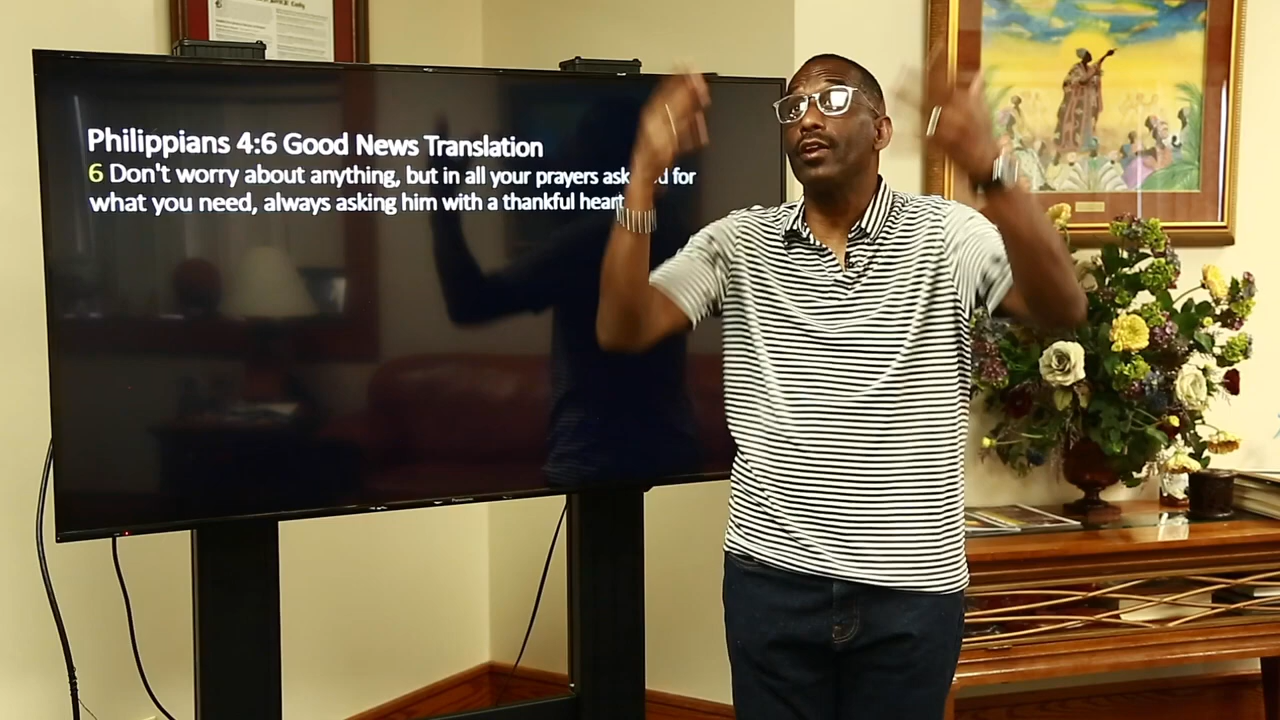 Philippians 4:6 Good News Translation
6 Don't worry about anything, but in all your prayers ask for
what you need, always asking him with a thankful heart